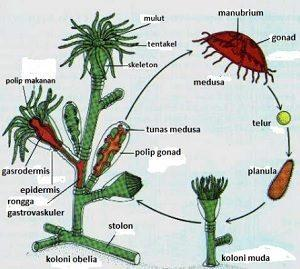 mulut
manubrium
gonad
tentakel
skeleton
polip makanan
medusa
telur
tunas medusa
polip gonad
gasrodermis
planula
epidermis
rongga
gastrovaskuler
stolon
koloni obelia
koloni muda